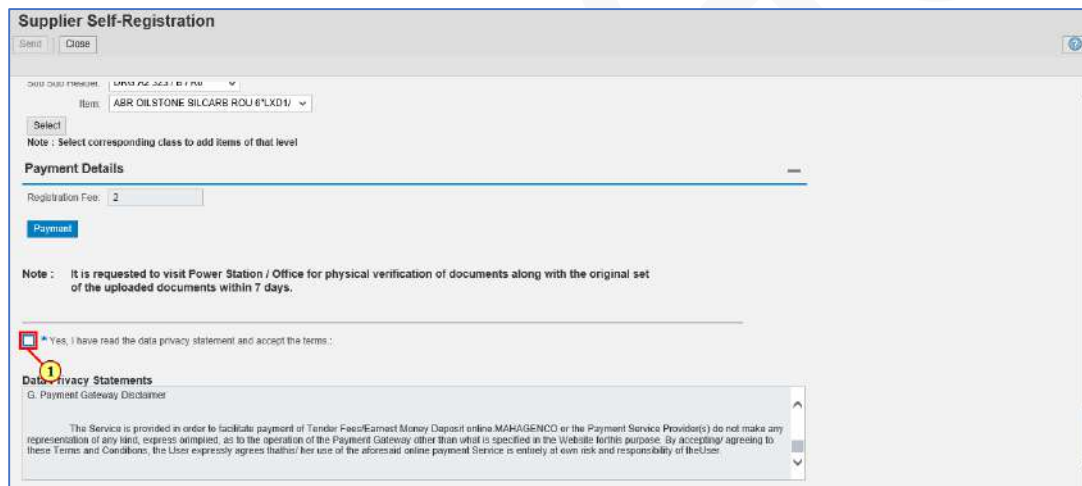 Supplier Self-Registration
Send Close
Item: ABR OILSTONE SILCARB ROU 6"LXD1/
Select
Note : Select corresponding class to add items of that level
Payment Details
Registration Fee: 2
Payment
Note : It is requested to visit Power Station / Office for physical verification of documents along with the original set
of the uploaded documents within 7 days.
* Yes, I have read the data privacy statement and accept the terms.:
1
Data Privacy Statements
G. Payment Gateway Disclaimer
The Service is provided in order to facilitate payment of Tender Fees/Earnest Money Deposit online.MAHAGENCO or the Payment Service Provider(s) do not make any
representation of any kind, express orimplied, as to the operation of the Payment Gateway other than what is specified in the Website forthis purpose. By accepting/ agreeing to
these Terms and Conditions, the User expressly agrees thathis/ her use of the aforesaid online payment Service is entirely at own risk and responsibility of theUser.